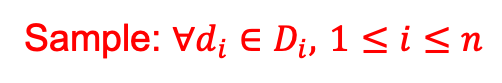 Sample: ∀dᵢ ∈ Dᵢ, 1 ≤ i ≤ n